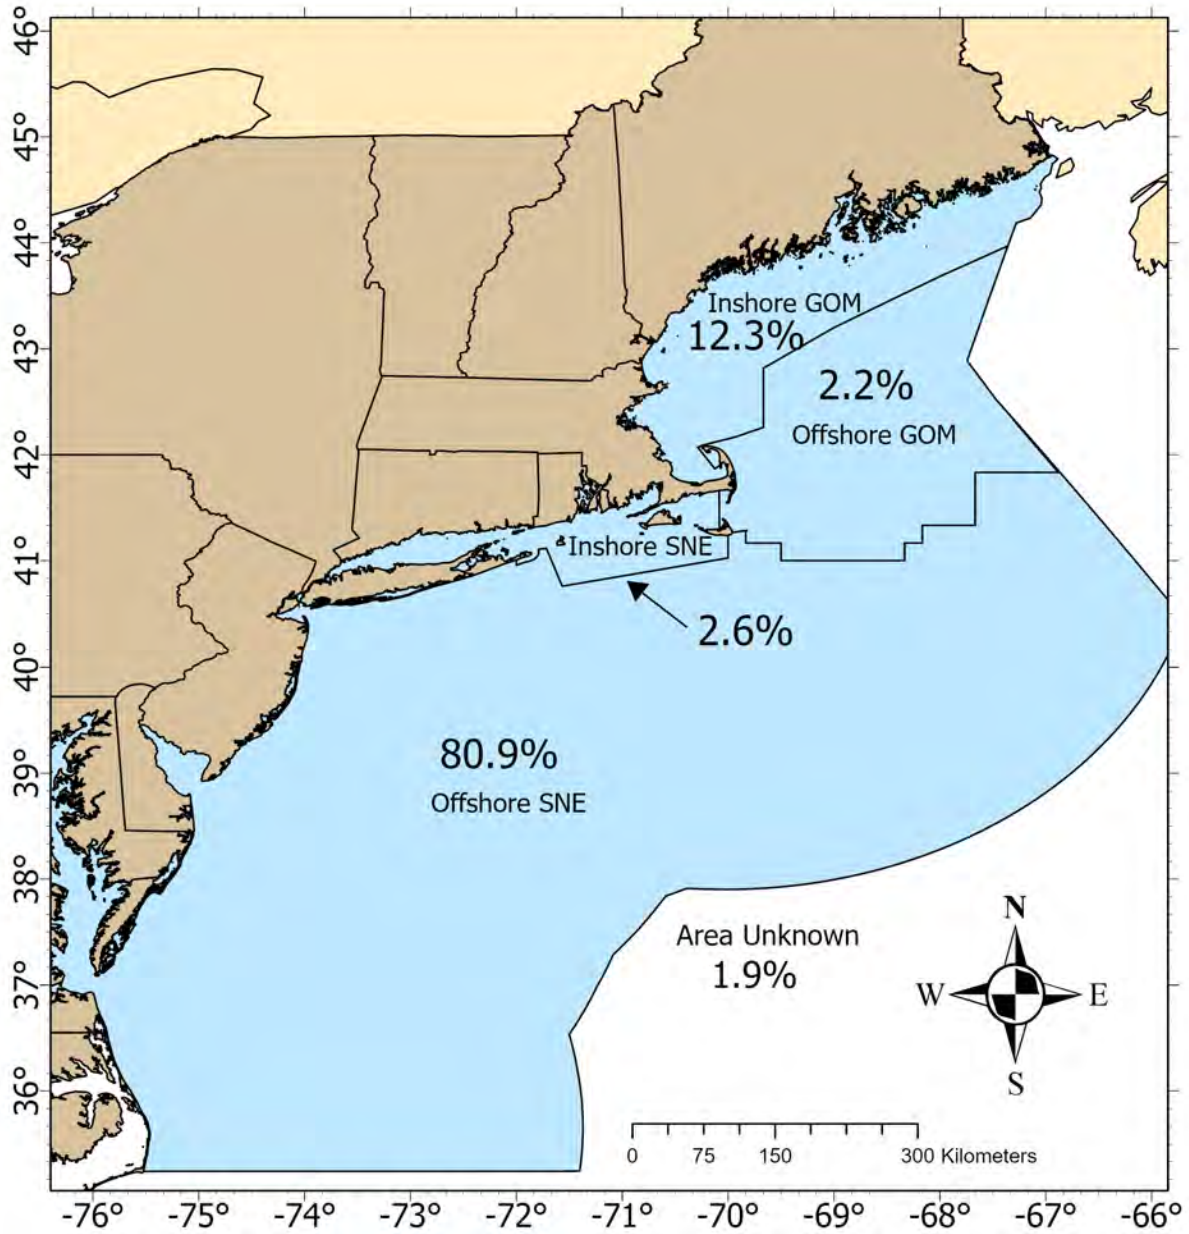 46°
45°
44°
43°
42°
41°
40°
39°
38°
37°
36°
Inshore GOM
12.3%
2.2%
Offshore GOM
Inshore SNE
2.6%
80.9%
Offshore SNE
Area Unknown
1.9%
N
W E
S
0 75 150 300 Kilometers
-76° -75° -74° -73° -72° -71° -70° -69° -68° -67° -66°